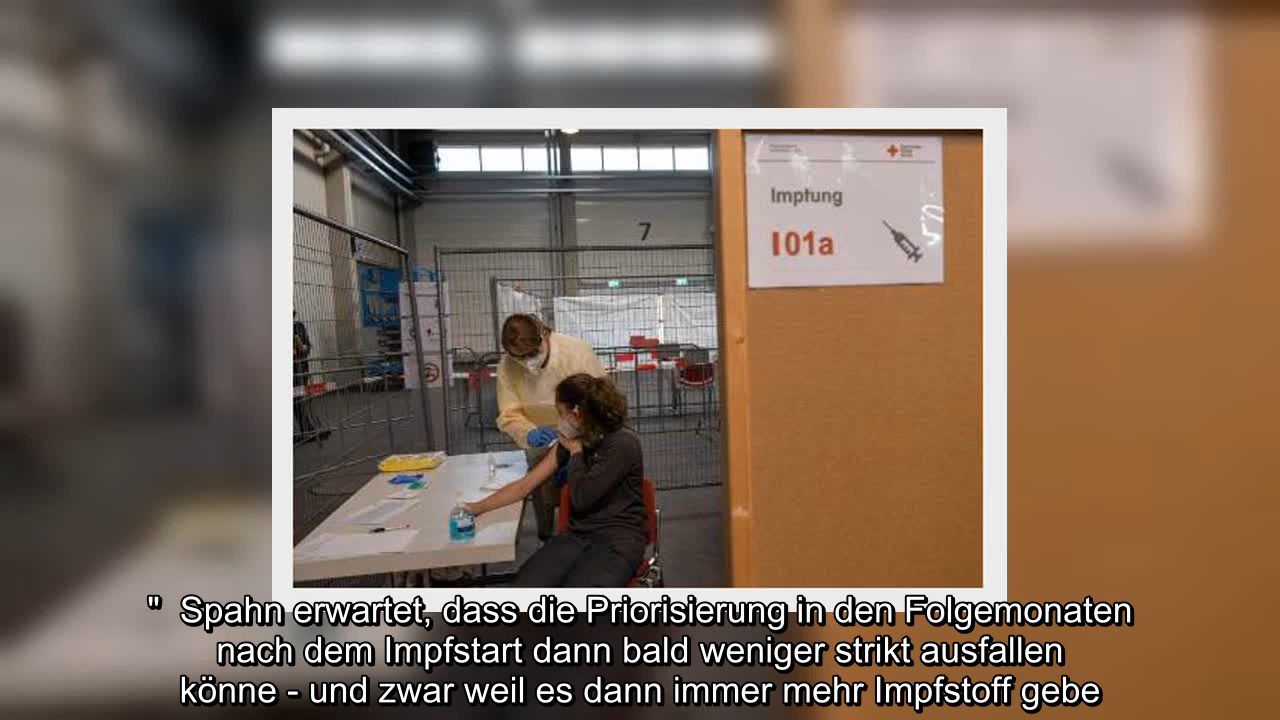 Impfung
I01a
7
" Spahn erwartet, dass die Priorisierung in den Folgemonaten
nach dem Impfstart dann bald weniger strikt ausfallen
könne - und zwar weil es dann immer mehr Impfstoff gebe